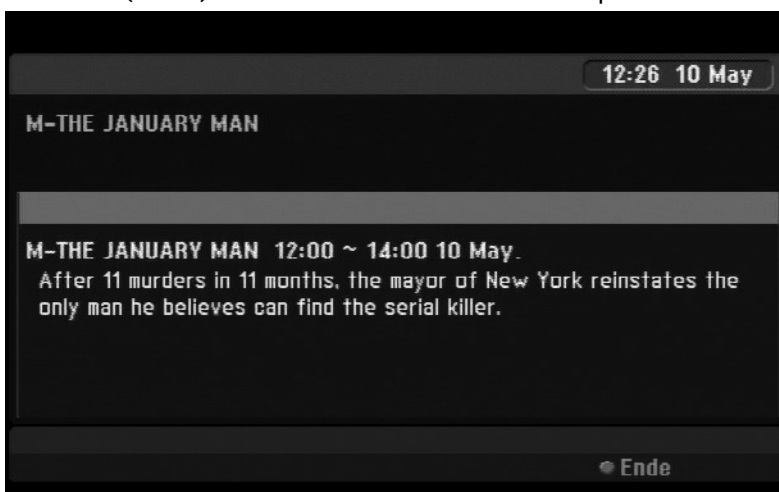 12:26 10 May
M-THE JANUARY MAN
M-THE JANUARY MAN 12:00 ~ 14:00 10 May.
After 11 murders in 11 months, the mayor of New York reinstates the
only man he believes can find the serial killer.
Ende